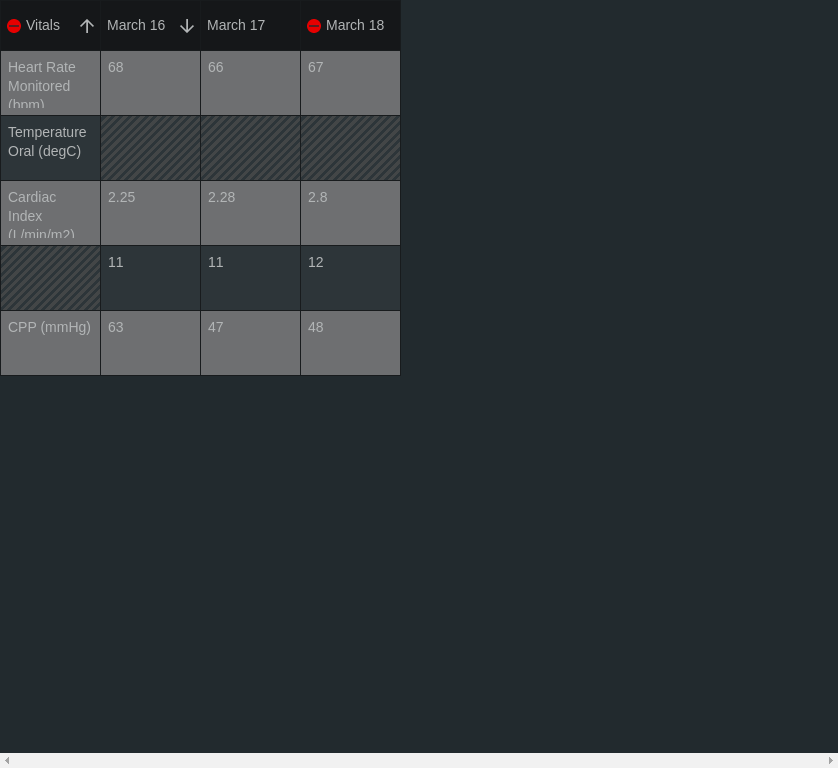 Vitals March 16 March 17 March 18
Heart Rate Monitored (bpm) 68 66 67
Temperature Oral (degC)
Cardiac Index (L/min/m2) 2.25 2.28 2.8
11 11 12
CPP (mmHg) 63 47 48